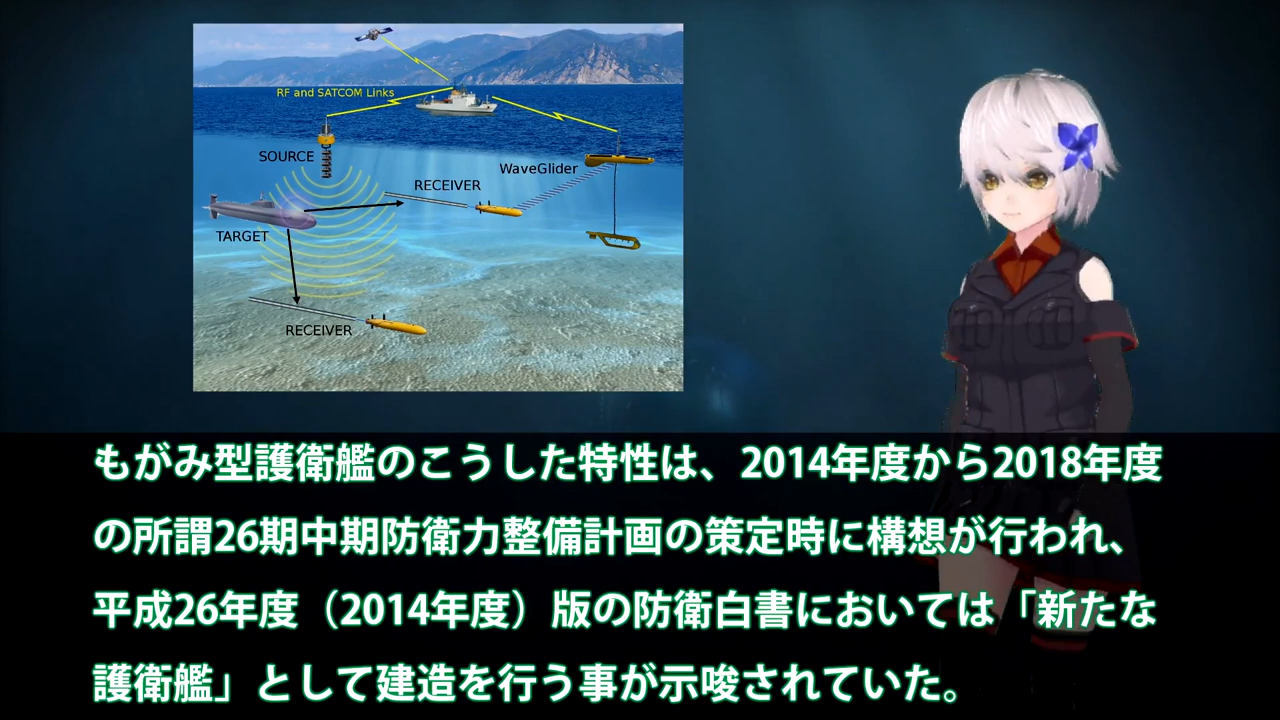 RF and SATCOM Links
SOURCE
WaveGlider
RECEIVER
TARGET
RECEIVER
もがみ型護衛艦のこうした特性は、2014年度から2018年度
の所謂26期中期防衛力整備計画の策定時に構想が行われ、
平成26年度（2014年度）版の防衛白書においては「新たな
護衛艦」として建造を行う事が示唆されていた。